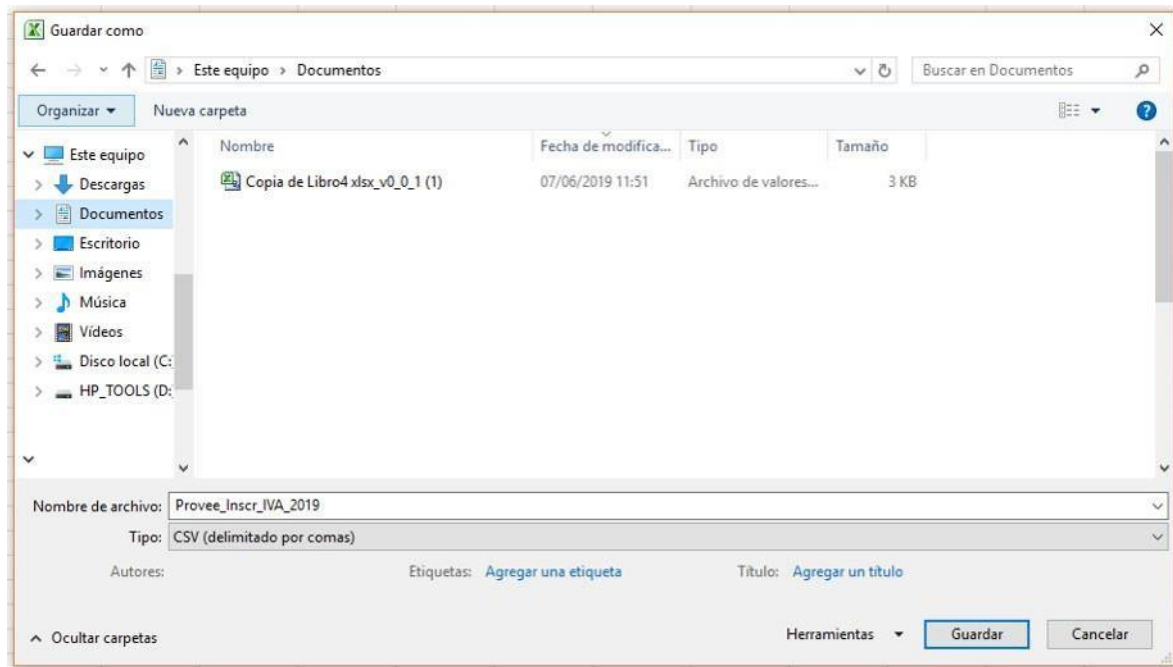 Guardar como
Este equipo > Documentos
Buscar en Documentos
Organizar
Nueva carpeta
Nombre
Fecha de modifica...
Tipo
Tamaño
Copia de Libro4 xlsx_v0_0_1 (1)
07/06/2019 11:51
Archivo de valores...
3 KB
Este equipo
Descargas
Documentos
Escritorio
Imágenes
Música
Vídeos
Disco local (C:
HP_TOOLS (D:
Nombre de archivo: Provee_Inscr_IVA_2019
Tipo: CSV (delimitado por comas)
Autores:
Etiquetas: Agregar una etiqueta
Título: Agregar un título
Ocultar carpetas
Herramientas
Guardar
Cancelar